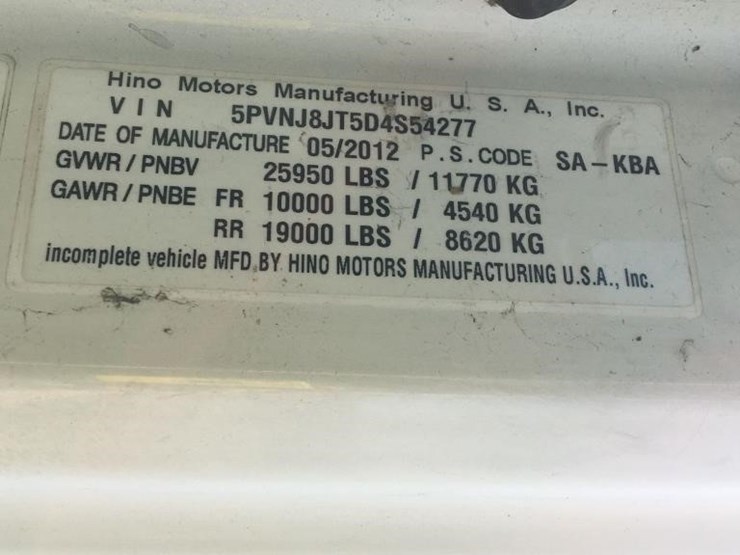 Hino Motors Manufacturing U. S. A., Inc.
VIN 5PVNJ8JT5D4S54277
DATE OF MANUFACTURE 05/2012 P.S.CODE SA-KBA
GVWR/PNBV 25950 LBS / 11770 KG
GAWR/PNBE FR 10000 LBS / 4540 KG
RR 19000 LBS / 8620 KG
incomplete vehicle MFD BY HINO MOTORS MANUFACTURING U.S.A., Inc.